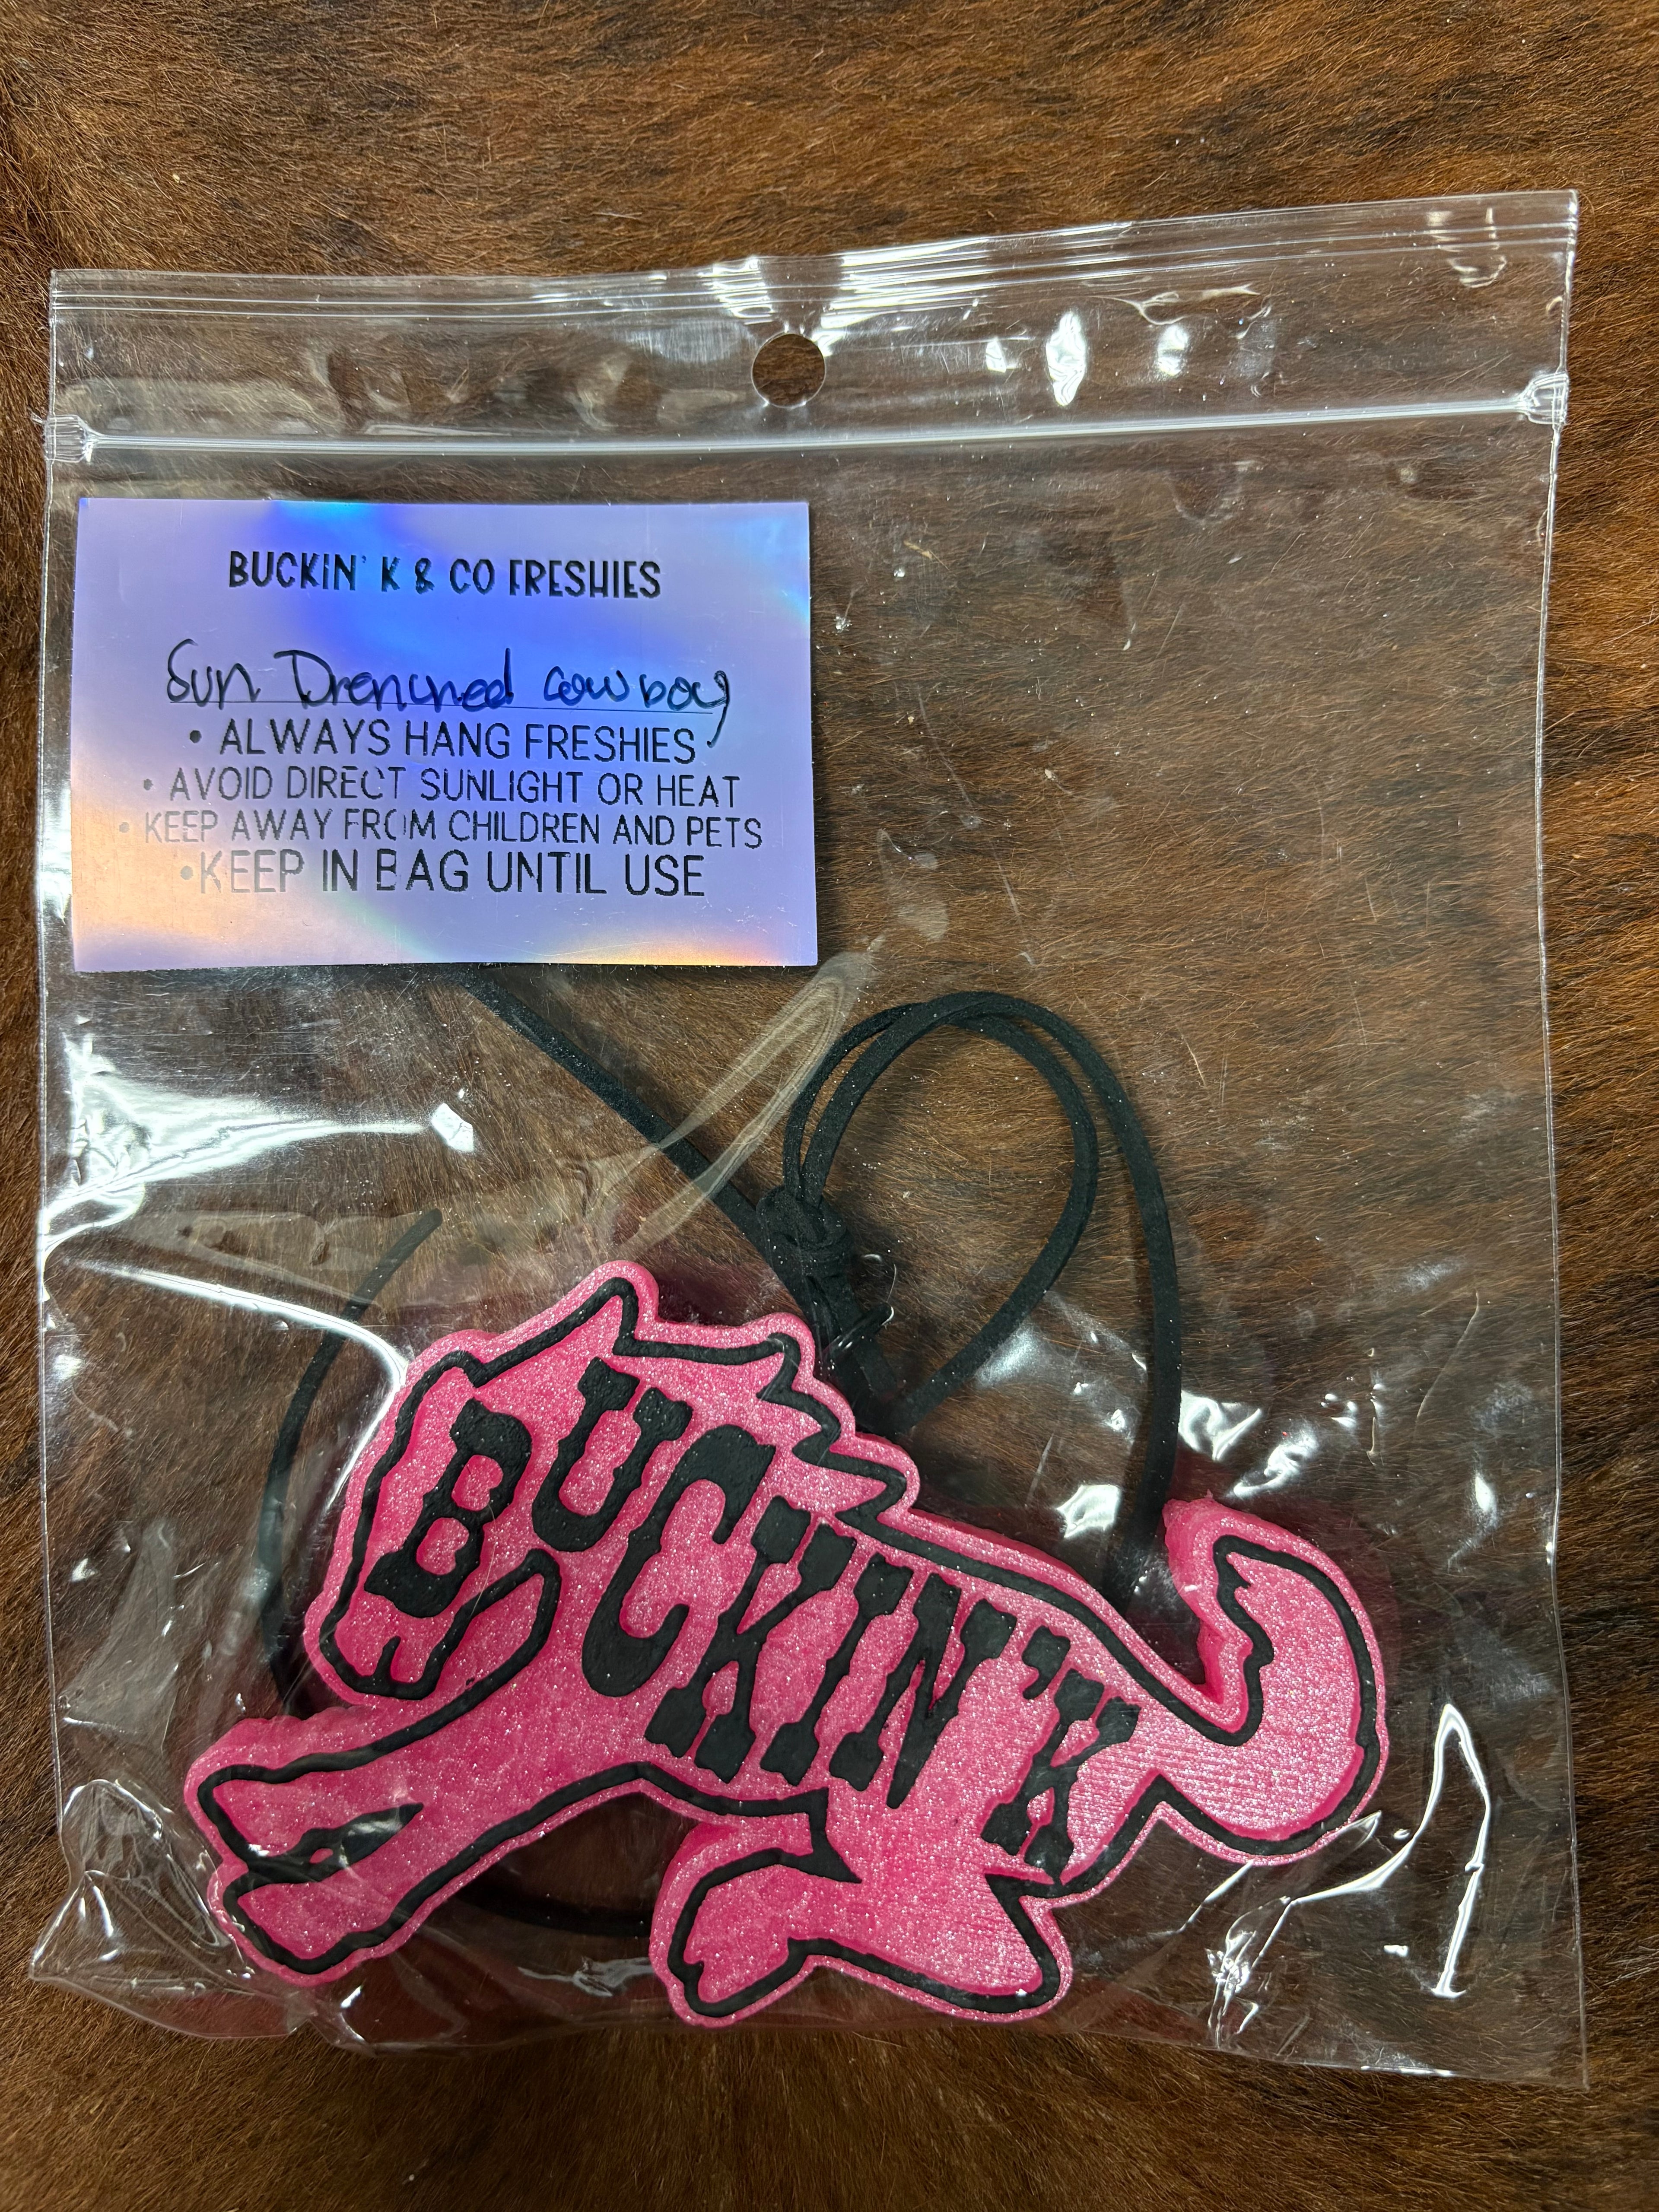 BUCKIN' K & CO FRESHIES
Sun Drenched Cowboy
• ALWAYS HANG FRESHIES
• AVOID DIRECT SUNLIGHT OR HEAT
• KEEP AWAY FROM CHILDREN AND PETS
• KEEP IN BAG UNTIL USE
BUCKIN' K